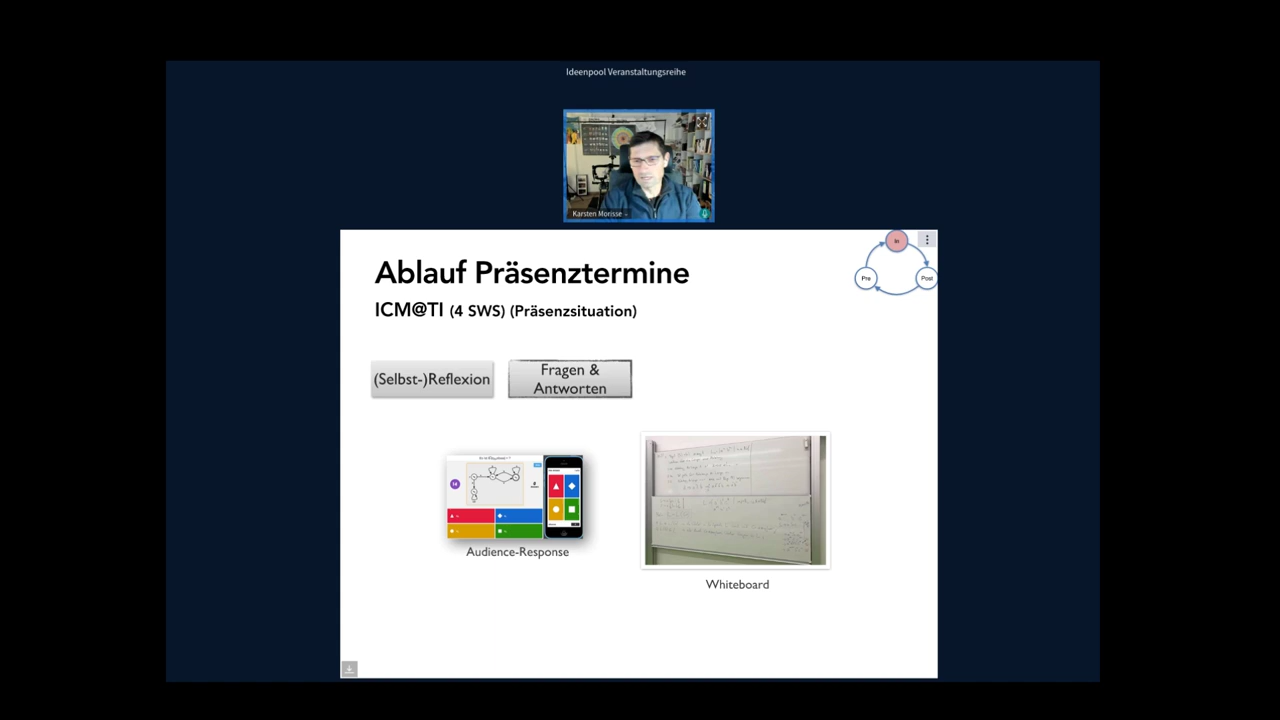 Ideenpool Veranstaltungsreihe
Karsten Morisse
Ablauf Präsenztermine
ICM@TI (4 SWS) (Präsenzsituation)
In
Pre
Post
(Selbst-)Reflexion
Fragen &
Antworten
14
Audience-Response
Whiteboard